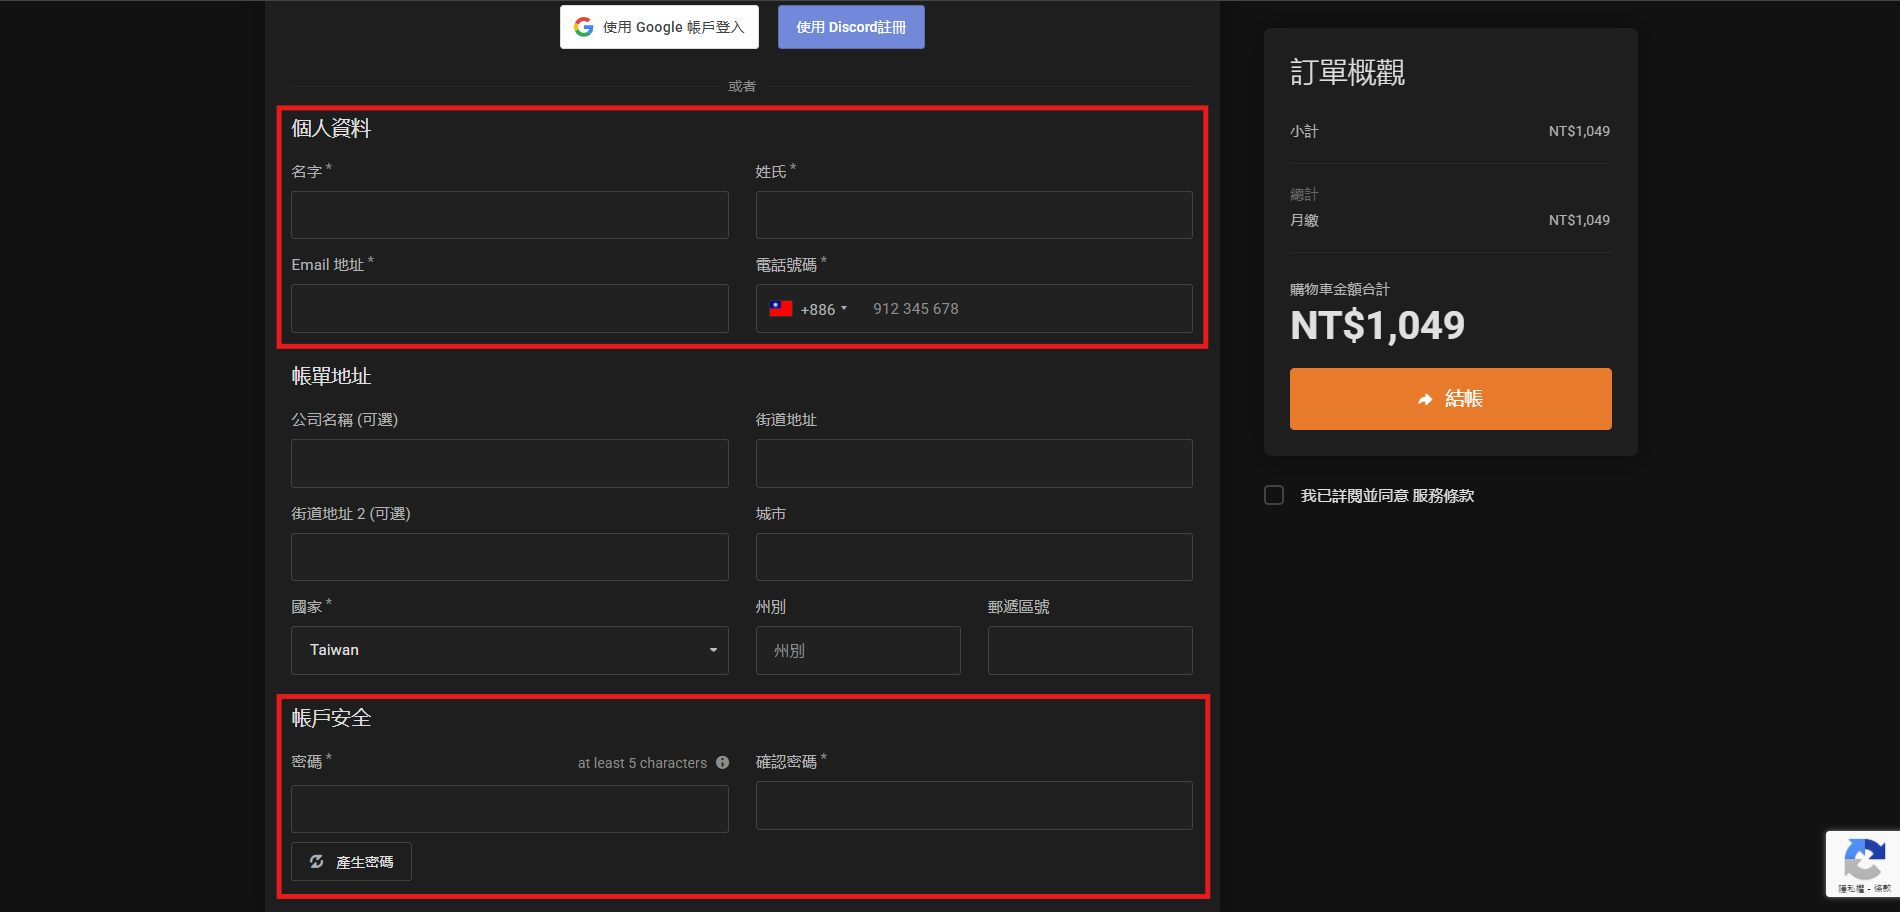 使用 Google 帳戶登入
使用 Discord註冊
或者
個人資料
名字 *
姓氏 *
Email 地址 *
電話號碼 *
+886
912 345 678
帳單地址
公司名稱 (可選)
街道地址
街道地址 2 (可選)
城市
國家 *
州別
郵遞區號
Taiwan
州別
帳戶安全
密碼 *
at least 5 characters
確認密碼 *
產生密碼
訂單概觀
小計
NT$1,049
總計
月繳
NT$1,049
購物車金額合計
NT$1,049
結帳
我已詳閱並同意 服務條款
隱私權 - 條款